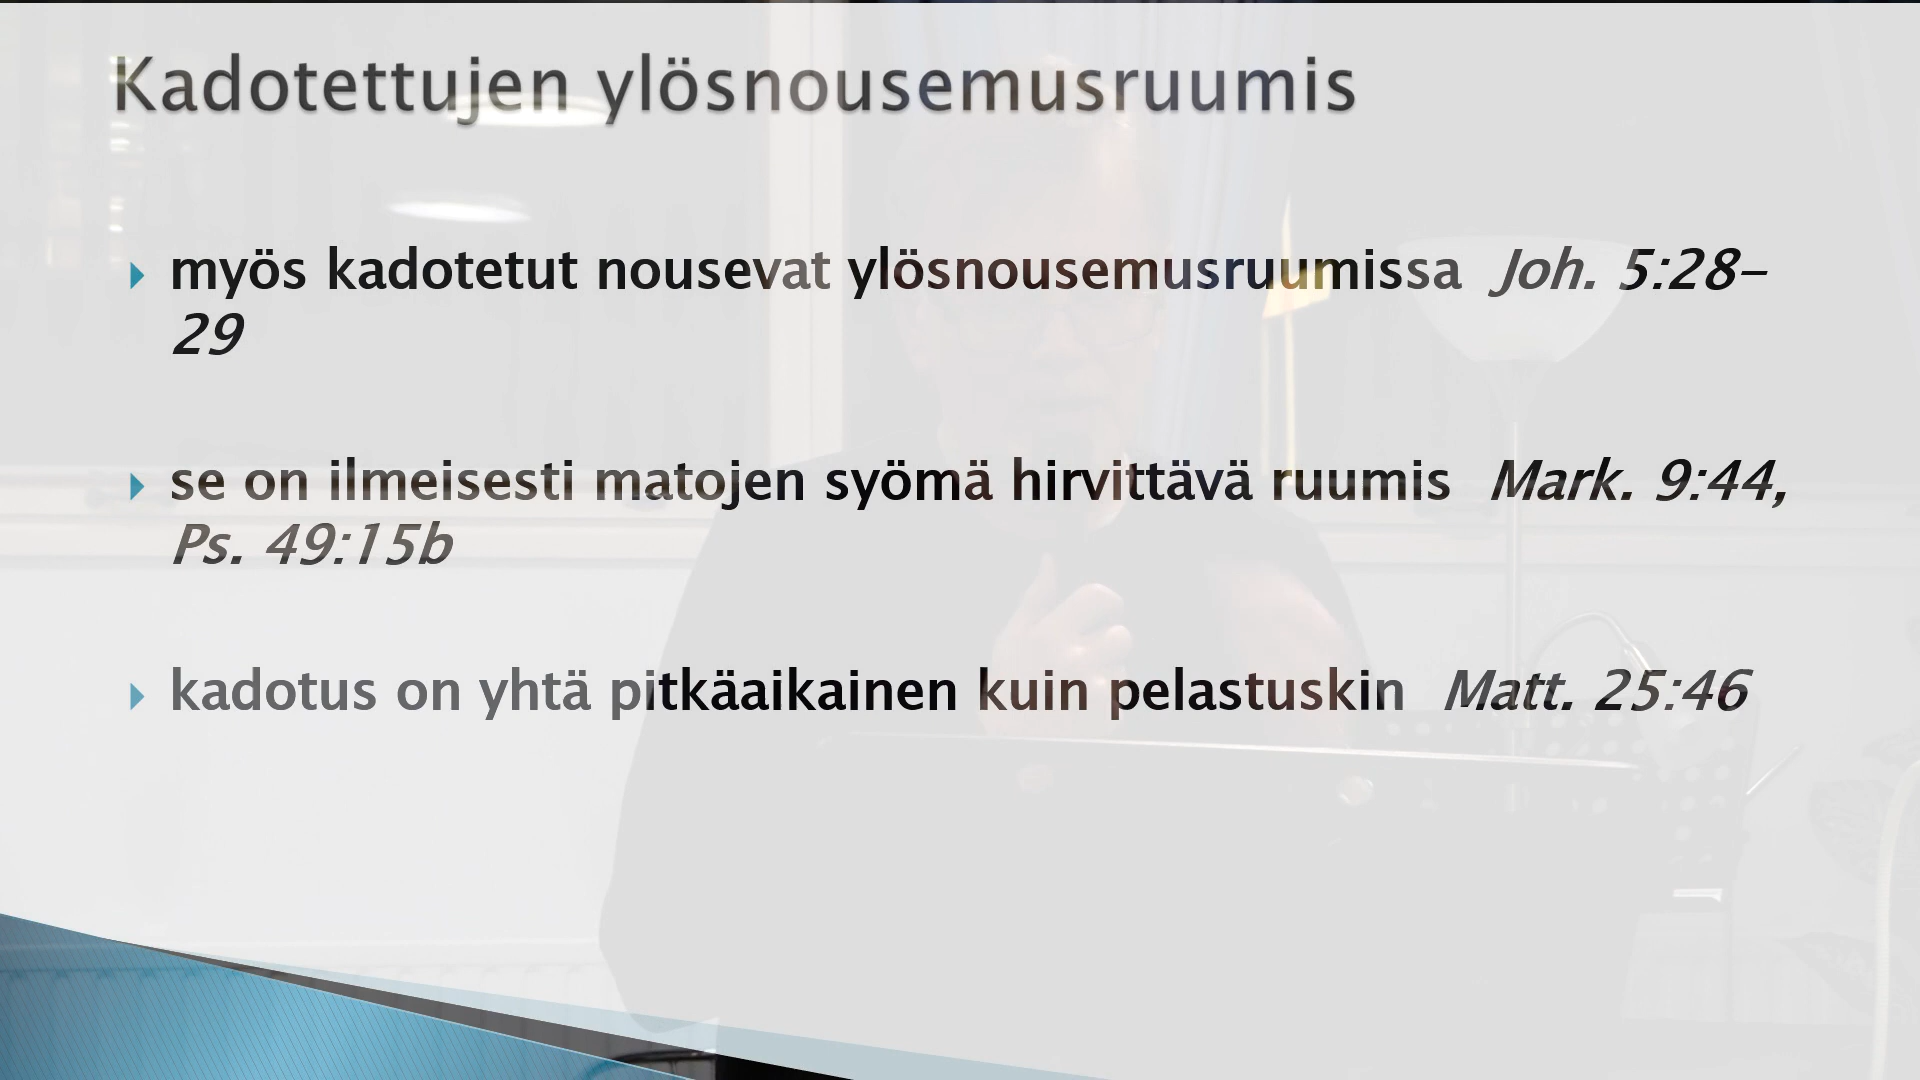 Kadotettujen ylösnousemusruumis
myös kadotetut nousevat ylösnousemusruumissa Joh. 5:28–
29
se on ilmeisesti matojen syömä hirvittävä ruumis Mark. 9:44,
Ps. 49:15b
kadotus on yhtä pitkäaikainen kuin pelastuskin Matt. 25:46